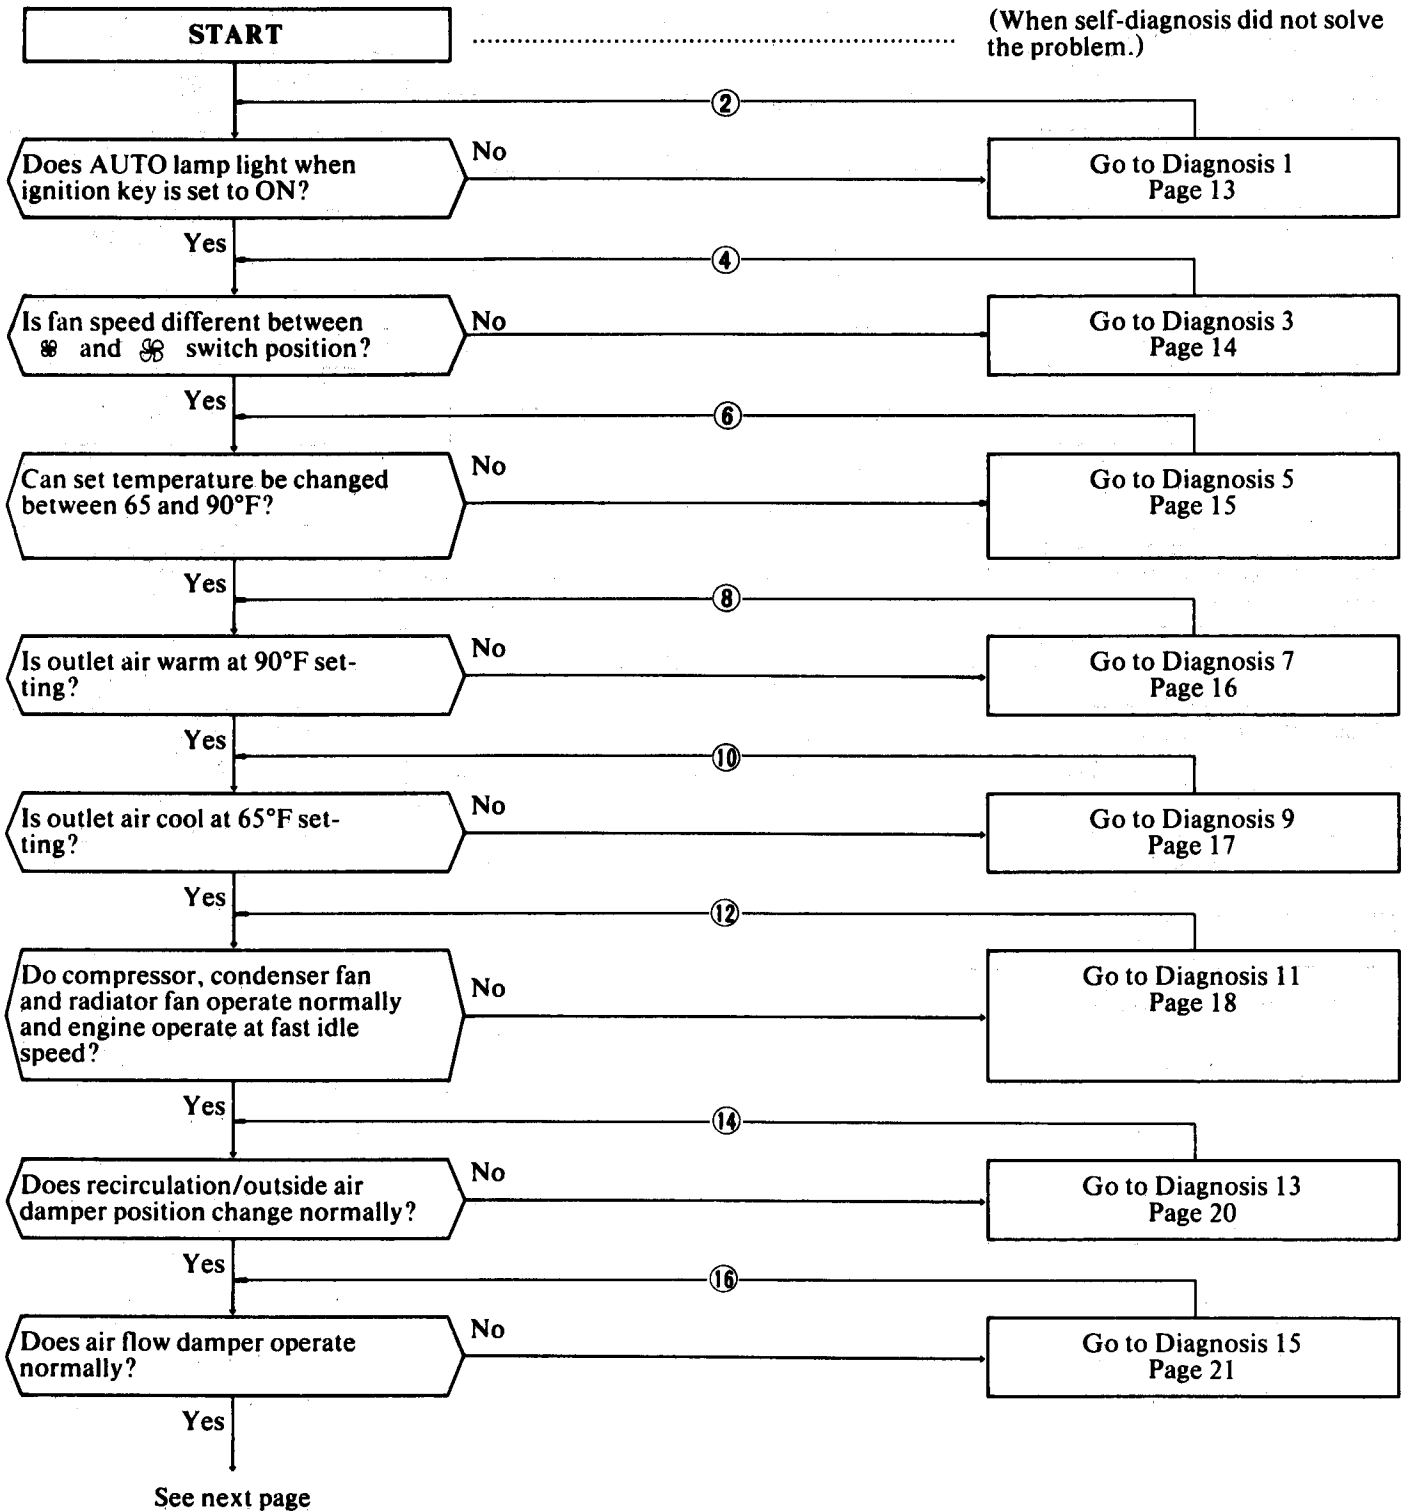 START
(When self-diagnosis did not solve
the problem.)
②
Does AUTO lamp light when
ignition key is set to ON?
No
Go to Diagnosis 1
Page 13
Yes
④
Is fan speed different between
and switch position?
No
Go to Diagnosis 3
Page 14
Yes
⑥
Can set temperature be changed
between 65 and 90°F?
No
Go to Diagnosis 5
Page 15
Yes
⑧
Is outlet air warm at 90°F set-
ting?
No
Go to Diagnosis 7
Page 16
Yes
⑩
Is outlet air cool at 65°F set-
ting?
No
Go to Diagnosis 9
Page 17
Yes
⑫
Do compressor, condenser fan
and radiator fan operate normally
and engine operate at fast idle
speed?
No
Go to Diagnosis 11
Page 18
Yes
⑭
Does recirculation/outside air
damper position change normally?
No
Go to Diagnosis 13
Page 20
Yes
⑯
Does air flow damper operate
normally?
No
Go to Diagnosis 15
Page 21
Yes
See next page